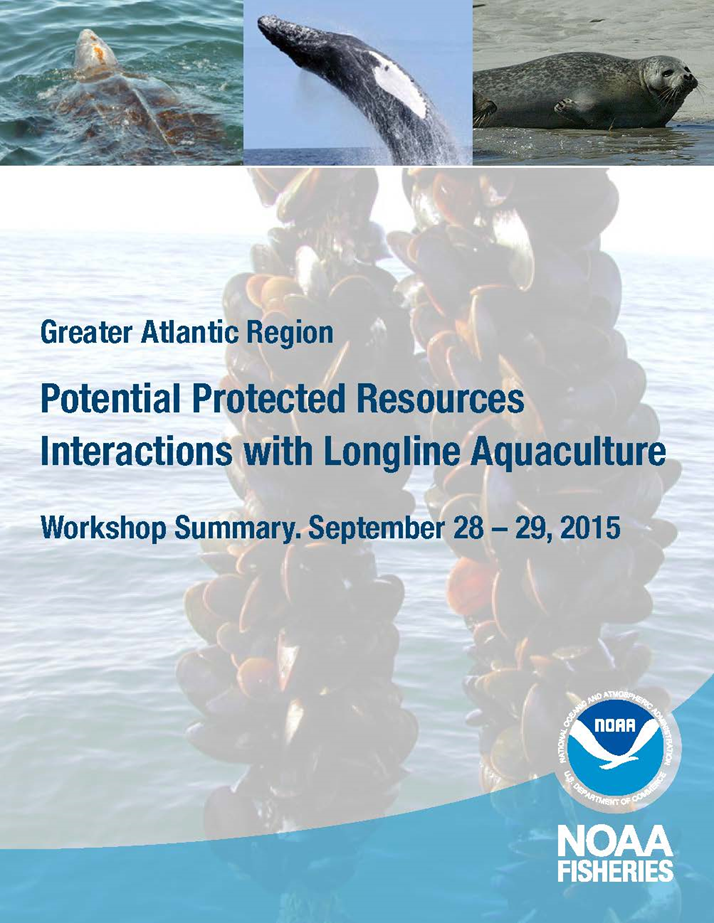 Greater Atlantic Region
Potential Protected Resources
Interactions with Longline Aquaculture
Workshop Summary. September 28 – 29, 2015
NATIONAL OCEANIC AND ATMOSPHERIC ADMINISTRATION
NOAA
U.S. DEPARTMENT OF COMMERCE
NOAA
FISHERIES